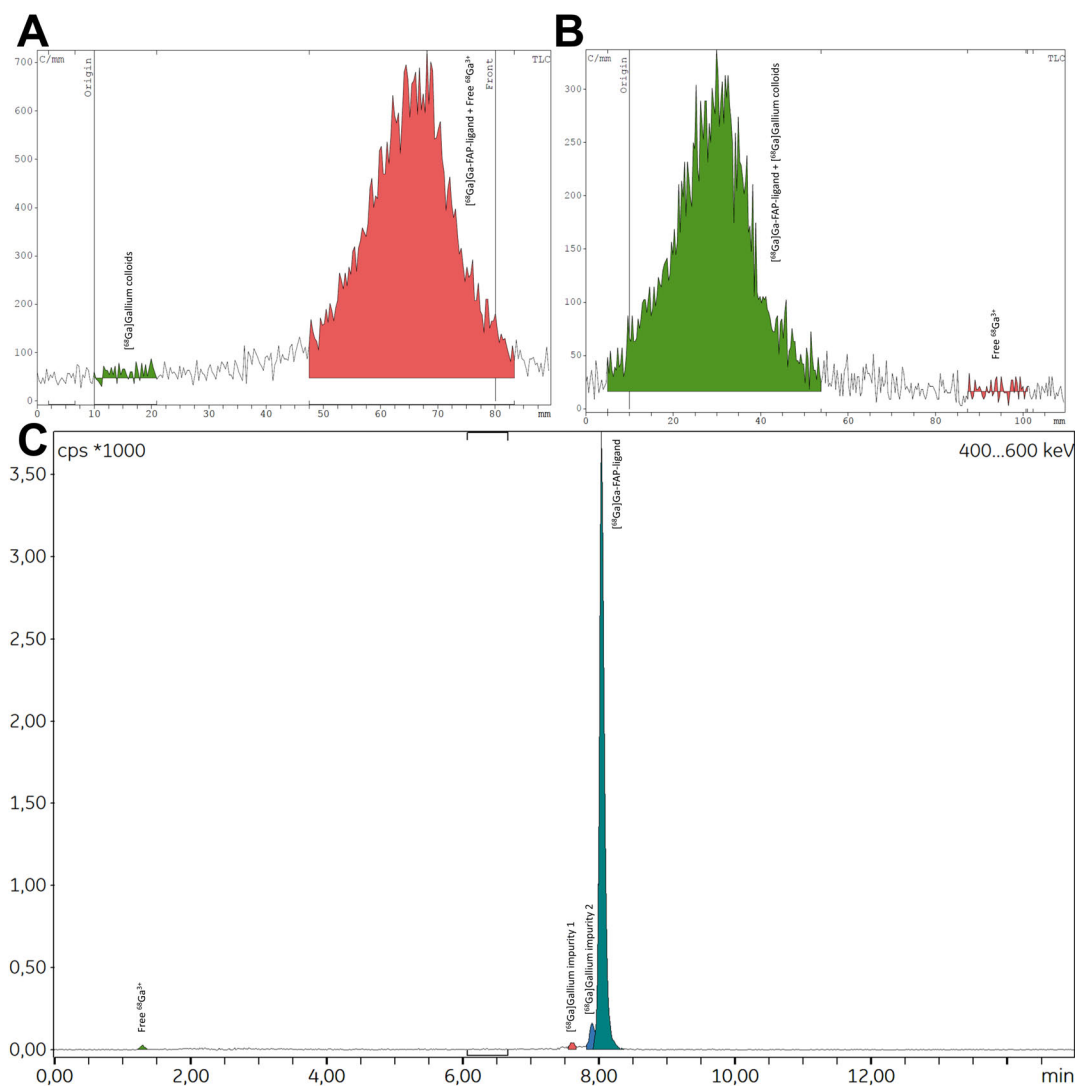 A
C/mm
Origin
Front
TLC
[⁶⁸Ga]Gallium colloids
[⁶⁸Ga]Ga-FAP-ligand + Free ⁶⁸Ga³⁺
700
600
500
400
300
200
100
0
0 10 20 30 40 50 60 70 80 mm
B
C/mm
Origin
TLC
[⁶⁸Ga]Ga-FAP-ligand + [⁶⁸Ga]Gallium colloids
Free ⁶⁸Ga³⁺
300
250
200
150
100
50
0
0 20 40 60 80 100 mm
C
cps *1000
400...600 keV
[⁶⁸Ga]Ga-FAP-ligand
[⁶⁸Ga]Gallium impurity 2
[⁶⁸Ga]Gallium impurity 1
Free ⁶⁸Ga³⁺
3,50
3,00
2,50
2,00
1,50
1,00
0,50
0,00
0,00 2,00 4,00 6,00 8,00 10,00 12,00 min